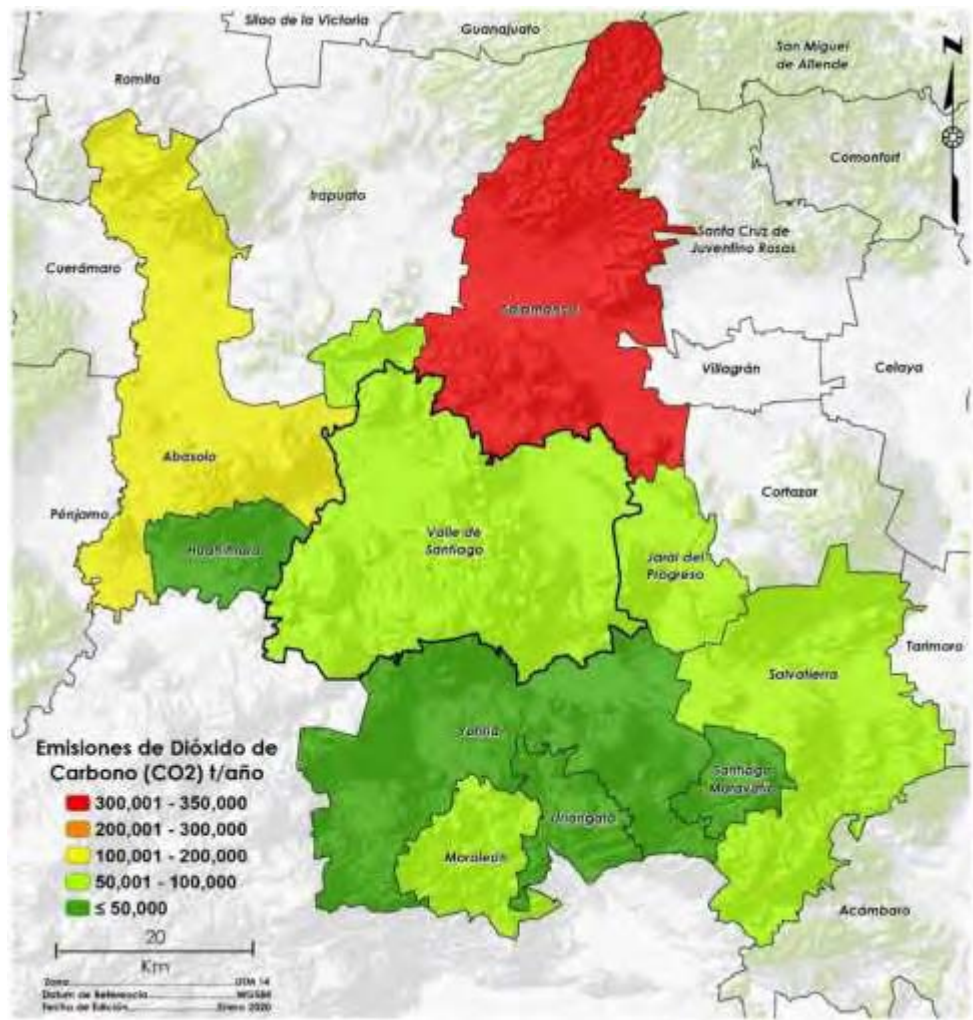 Silao de la Victoria
Guanajuato
San Miguel
de Allende
Romita
Comonfort
Irapuato
Santa Cruz de
Juventino Rosas
Cuerámaro
Salamanca
Villagrán
Celaya
Abasolo
Cortazar
Pénjamo
Valle de
Santiago
Huanímaro
Jaral del
Progreso
Tarimoro
Salvatierra
Yuriria
Santiago
Maravatío
Uriangato
Moroleón
Acámbaro
N
Emisiones de Dióxido de
Carbono (CO2) t/año
300,001 - 350,000
200,001 - 300,000
100,001 - 200,000
50,001 - 100,000
≤ 50,000
20
Km
Zona UTM 14
Datum de Referencia WGS84
Fecha de Edición Enero 2020